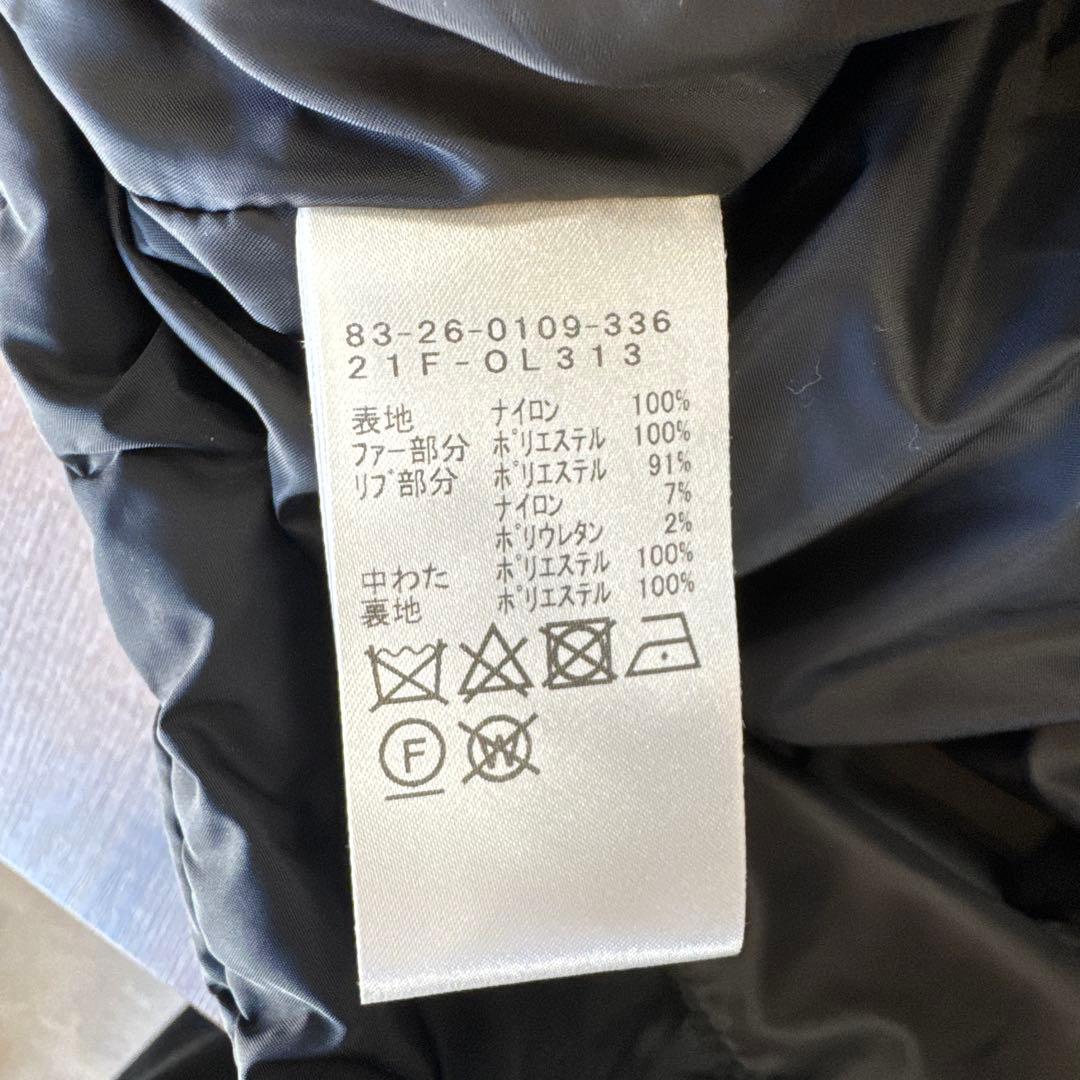 83-26-0109-336
21F-OL313
表地 ナイロン 100%
ファー部分 ポリエステル 100%
リブ部分 ポリエステル 91%
ナイロン 7%
ポリウレタン 2%
中わた ポリエステル 100%
裏地 ポリエステル 100%
F W